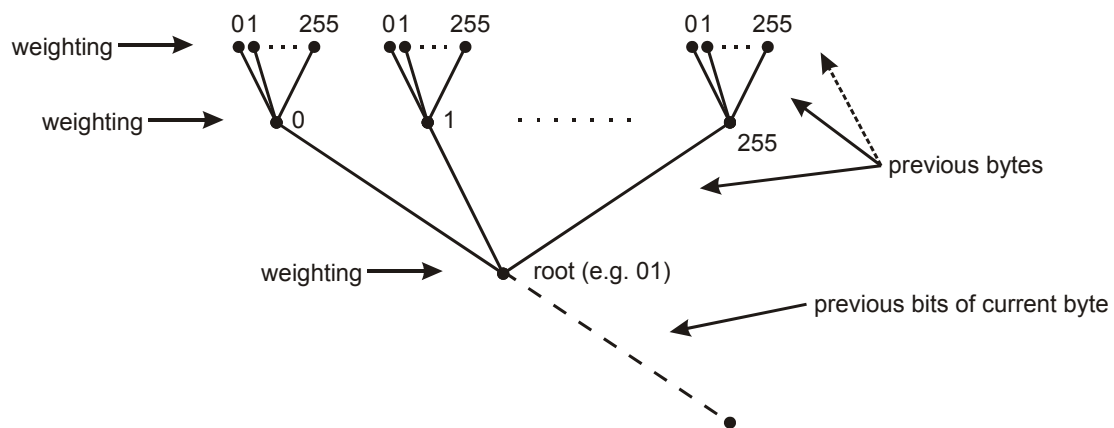 01 255 01 255 01 255
weighting
weighting 0 1 255
previous bytes
weighting root (e.g. 01)
previous bits of current byte